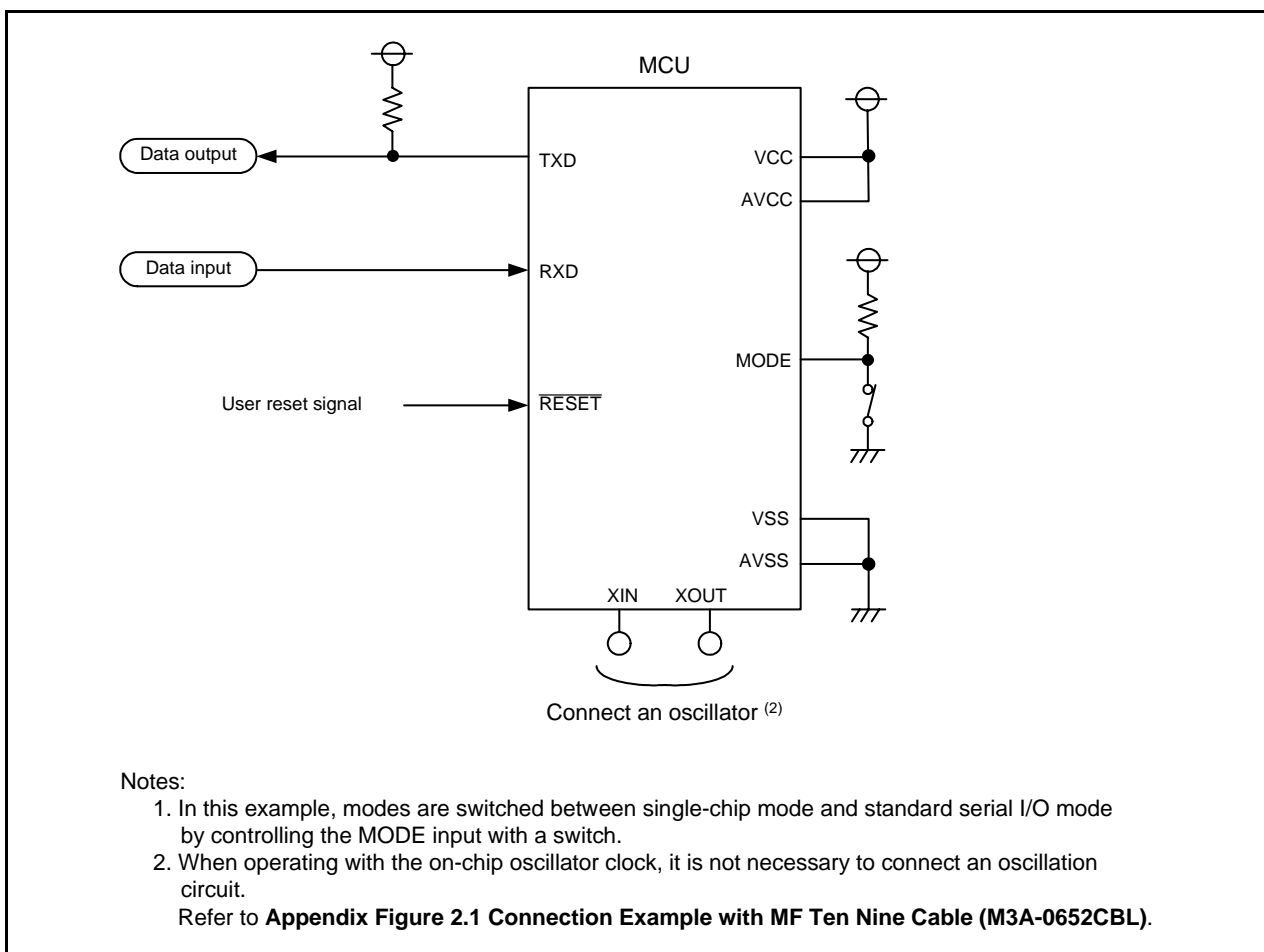 MCU
Data output
TXD
VCC
AVCC
Data input
RXD
MODE
User reset signal
RESET
VSS
AVSS
XIN XOUT
Connect an oscillator (2)
Notes:
1. In this example, modes are switched between single-chip mode and standard serial I/O mode
by controlling the MODE input with a switch.
2. When operating with the on-chip oscillator clock, it is not necessary to connect an oscillation
circuit.
Refer to Appendix Figure 2.1 Connection Example with MF Ten Nine Cable (M3A-0652CBL).